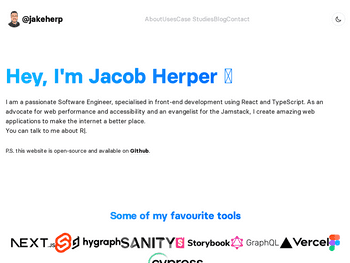 @jakeherp
AboutUsesCase StudiesBlogContact
Hey, I'm Jacob Herper
I am a passionate Software Engineer, specialised in front-end development using React and TypeScript. As an
advocate for web performance and accessibility and an evangelist for the Jamstack, I create amazing web
applications to make the internet a better place.
You can talk to me about RJ.
P.S. this website is open-source and available on Github.
Some of my favourite tools
NEXT.JS hygraph SANITY Storybook GraphQL Vercel
cypress